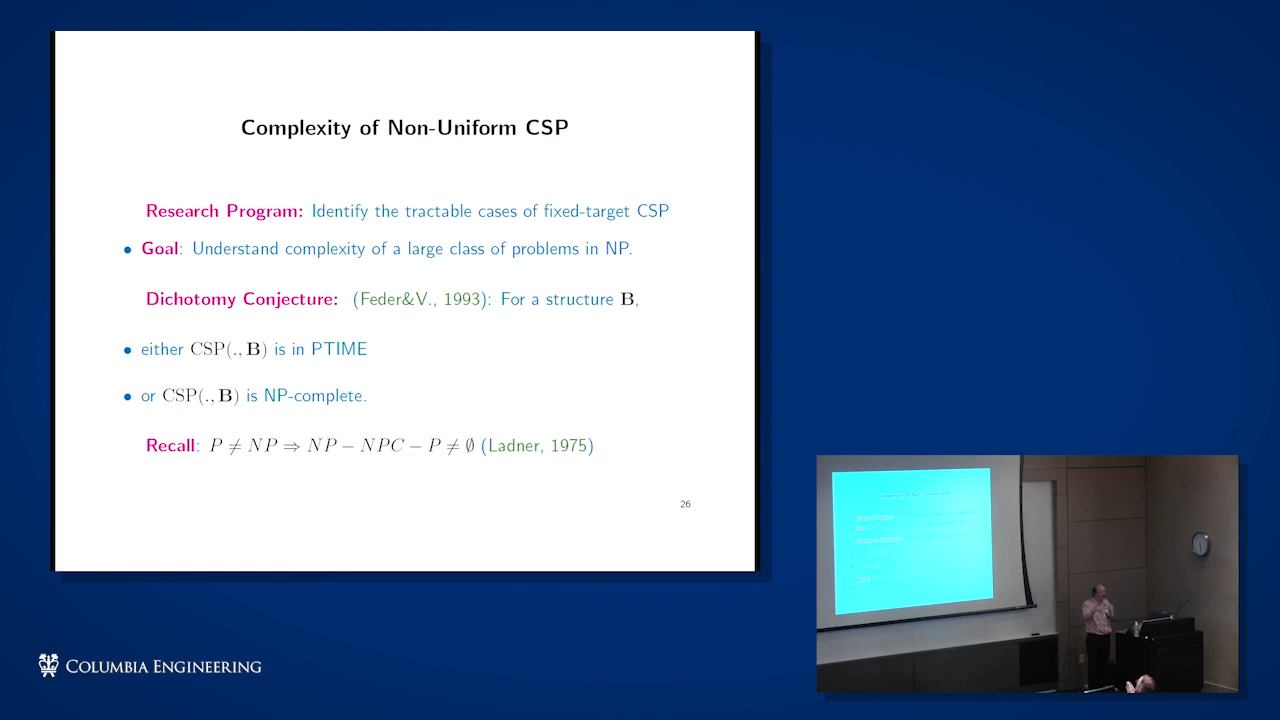 Complexity of Non-Uniform CSP
Research Program: Identify the tractable cases of fixed-target CSP
• Goal: Understand complexity of a large class of problems in NP.
Dichotomy Conjecture: (Feder&V., 1993): For a structure B,
• either CSP(., B) is in PTIME
• or CSP(., B) is NP-complete.
Recall: P ≠ NP ⇒ NP − NPC − P ≠ ∅ (Ladner, 1975)
26
COLUMBIA ENGINEERING